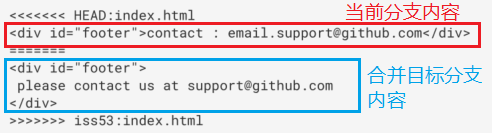 <<<<<<< HEAD:index.html
当前分支内容
<div id="footer">contact : email.support@github.com</div>
=======
<div id="footer">
 please contact us at support@github.com
</div>
合并目标分支
内容
>>>>>>> iss53:index.html